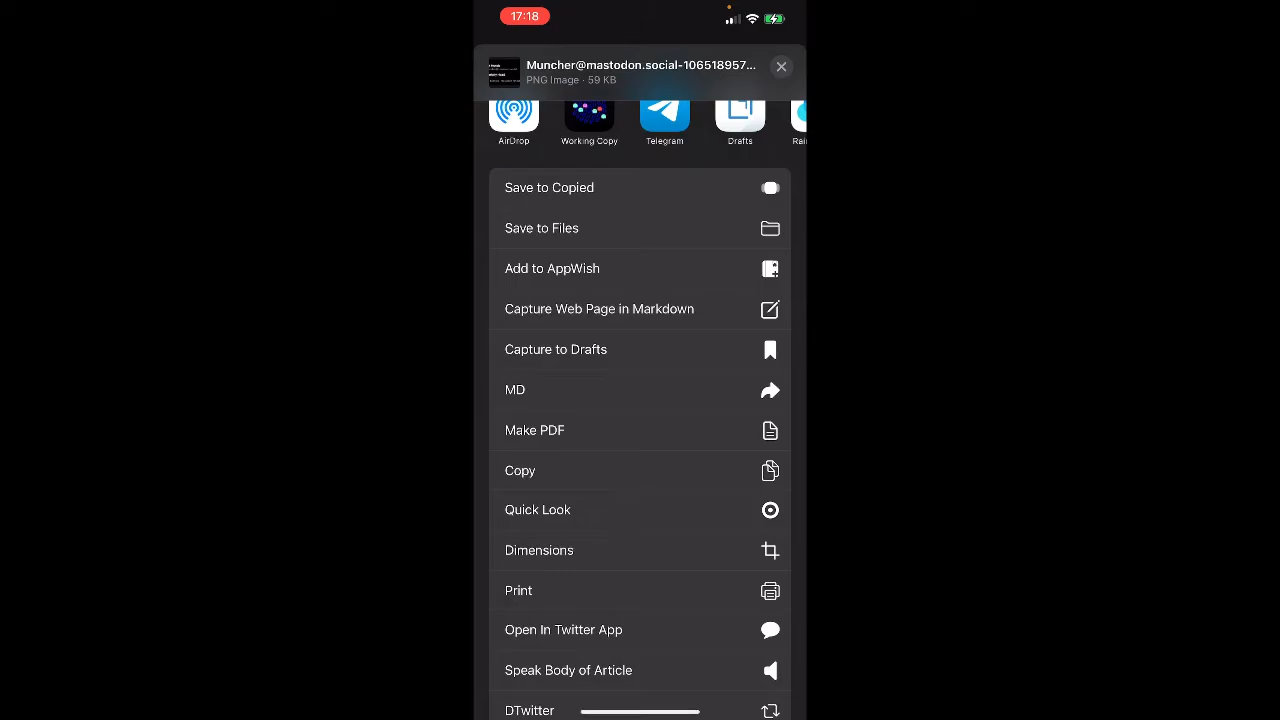 17:18
Muncher@mastodon.social-106518957...
PNG Image · 59 KB
AirDrop
Working Copy
Telegram
Drafts
Save to Copied
Save to Files
Add to AppWish
Capture Web Page in Markdown
Capture to Drafts
MD
Make PDF
Copy
Quick Look
Dimensions
Print
Open In Twitter App
Speak Body of Article
DTwitter